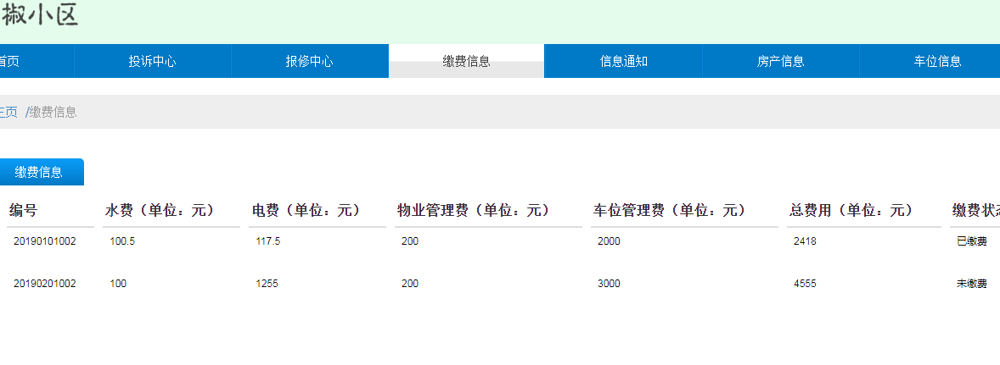 椒小区
首页 投诉中心 报修中心 缴费信息 信息通知 房产信息 车位信息
主页 /缴费信息
缴费信息
编号 水费（单位：元） 电费（单位：元） 物业管理费（单位：元） 车位管理费（单位：元） 总费用（单位：元） 缴费状态
20190101002 100.5 117.5 200 2000 2418 已缴费
20190201002 100 1255 200 3000 4555 未缴费